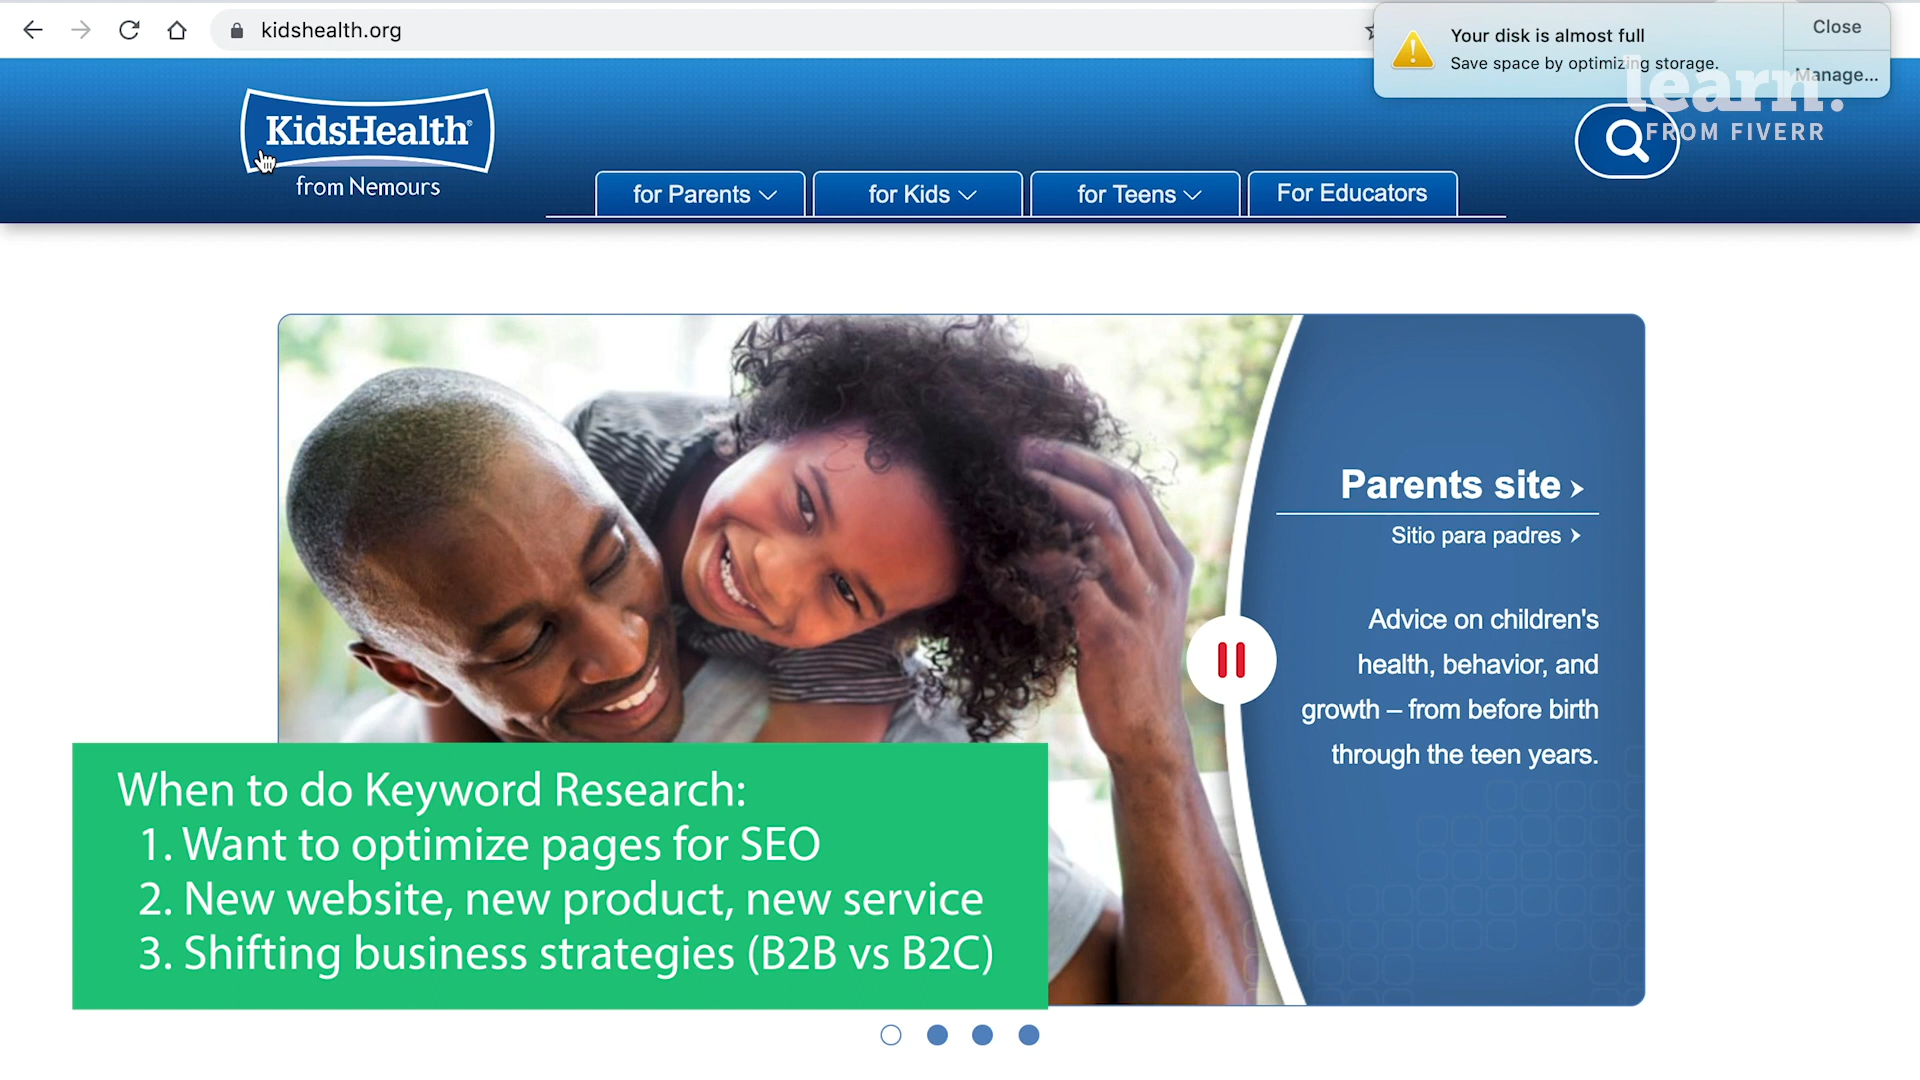 kidshealth.org
Your disk is almost full
Save space by optimizing storage.
Close
Manage...
learn.
FROM FIVERR
KidsHealth®
from Nemours
for Parents
for Kids
for Teens
For Educators
Parents site
Sitio para padres
Advice on children's
health, behavior, and
growth – from before birth
through the teen years.
When to do Keyword Research:
1. Want to optimize pages for SEO
2. New website, new product, new service
3. Shifting business strategies (B2B vs B2C)